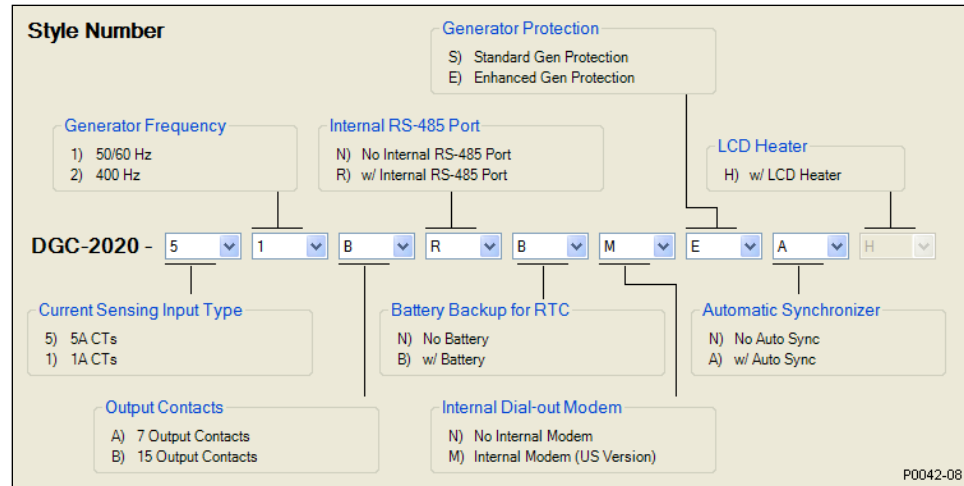 Style Number
Generator Protection
S) Standard Gen Protection
E) Enhanced Gen Protection
Generator Frequency
1) 50/60 Hz
2) 400 Hz
Internal RS-485 Port
N) No Internal RS-485 Port
R) w/ Internal RS-485 Port
LCD Heater
H) w/ LCD Heater
DGC-2020 - 5 1 B R B M E A H
Current Sensing Input Type
5) 5A CTs
1) 1A CTs
Battery Backup for RTC
N) No Battery
B) w/ Battery
Automatic Synchronizer
N) No Auto Sync
A) w/ Auto Sync
Output Contacts
A) 7 Output Contacts
B) 15 Output Contacts
Internal Dial-out Modem
N) No Internal Modem
M) Internal Modem (US Version)
P0042-08